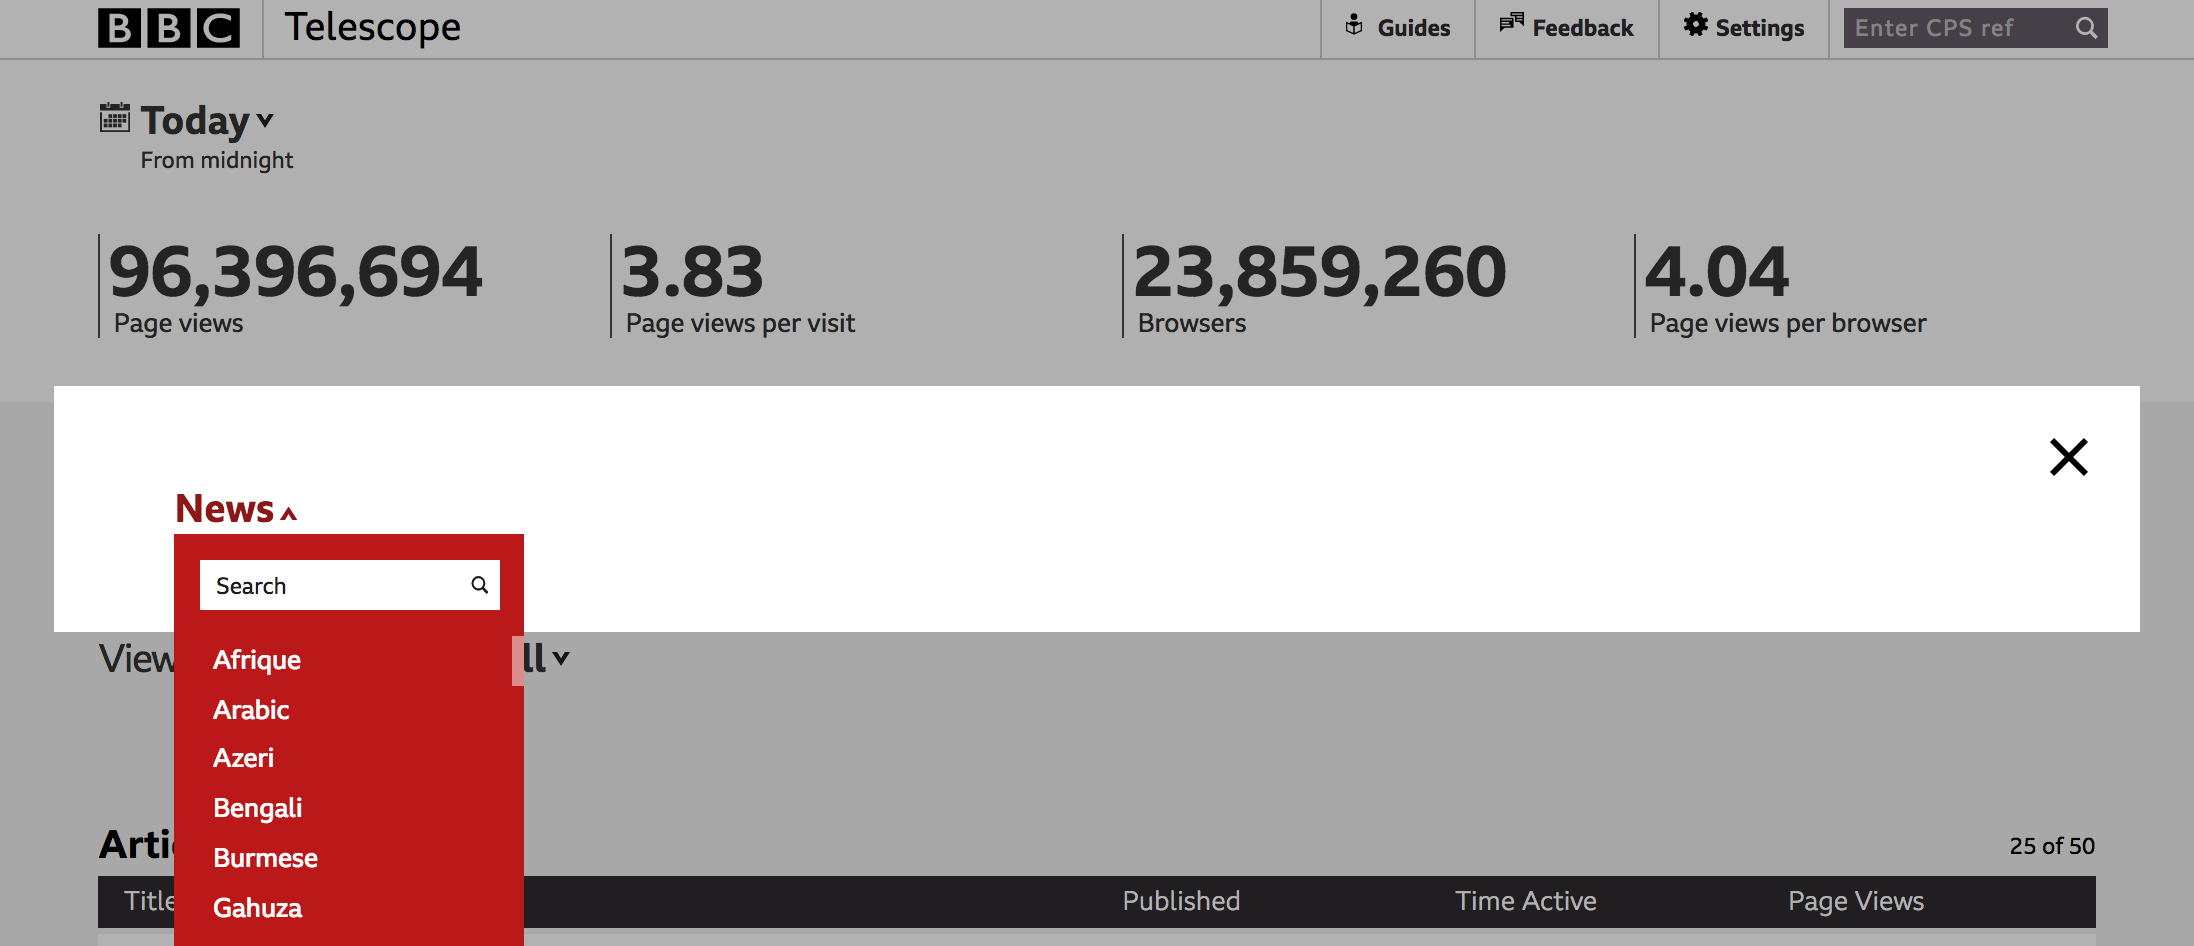 BBC Telescope Guides Feedback Settings Enter CPS ref
Today
From midnight
96,396,694 3.83 23,859,260 4.04
Page views Page views per visit Browsers Page views per browser
News
Search
View
Afrique
Arabic
Azeri
Bengali
25 of 50
Burmese
Title Published Time Active Page Views
Gahuza